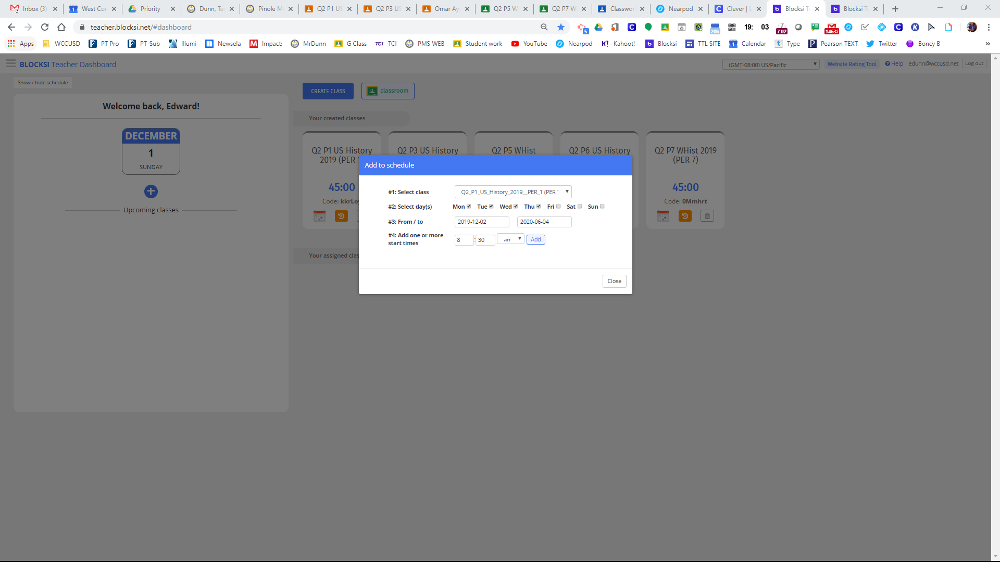 Inbox (3)
West Cor
Priority -
Dunn, Te
Pinole M
Q2 P1 US
Q2 P3 US
Omar Ay
Q2 P5 W
Q2 P7 W
Classwor
Nearpod
Clever | L
Blocksi T
Blocksi T
teacher.blocksi.net/#dashboard
5
20h
19: 03
7:02
14632
Apps
WCCUSD
PT Pro
PT-Sub
Illumi
Newsela
Impact:
MrDunn
G Class
TCI TCI
PMS WEB
Student work
YouTube
Nearpod
K! Kahoot!
Blocksi
TTL SITE
Calendar
Type
Pearson TEXT
Twitter
Boncy B
BLOCKSI Teacher Dashboard
(GMT-08:00) US/Pacific
Website Rating Tool
Help
edunn@wccusd.net
Log out
Show / hide schedule
Welcome back, Edward!
DECEMBER
1
SUNDAY
Upcoming classes
CREATE CLASS
classroom
Your created classes
Q2 P1 US History
2019 (PER
45:00
Code: kkrLo
Q2 P3 US History
Q2 P5 WHist
Q2 P6 US History
Q2 P7 WHist 2019
(PER 7)
45:00
Code: 0Mmhrt
Your assigned clas
Add to schedule
#1: Select class
Q2_P1_US_History_2019__PER_1 (PER
#2: Select day(s)
Mon Tue Wed Thu Fri Sat Sun
#3: From / to
2019-12-02 2020-06-04
#4: Add one or more
start times
8 : 30 am Add
Close